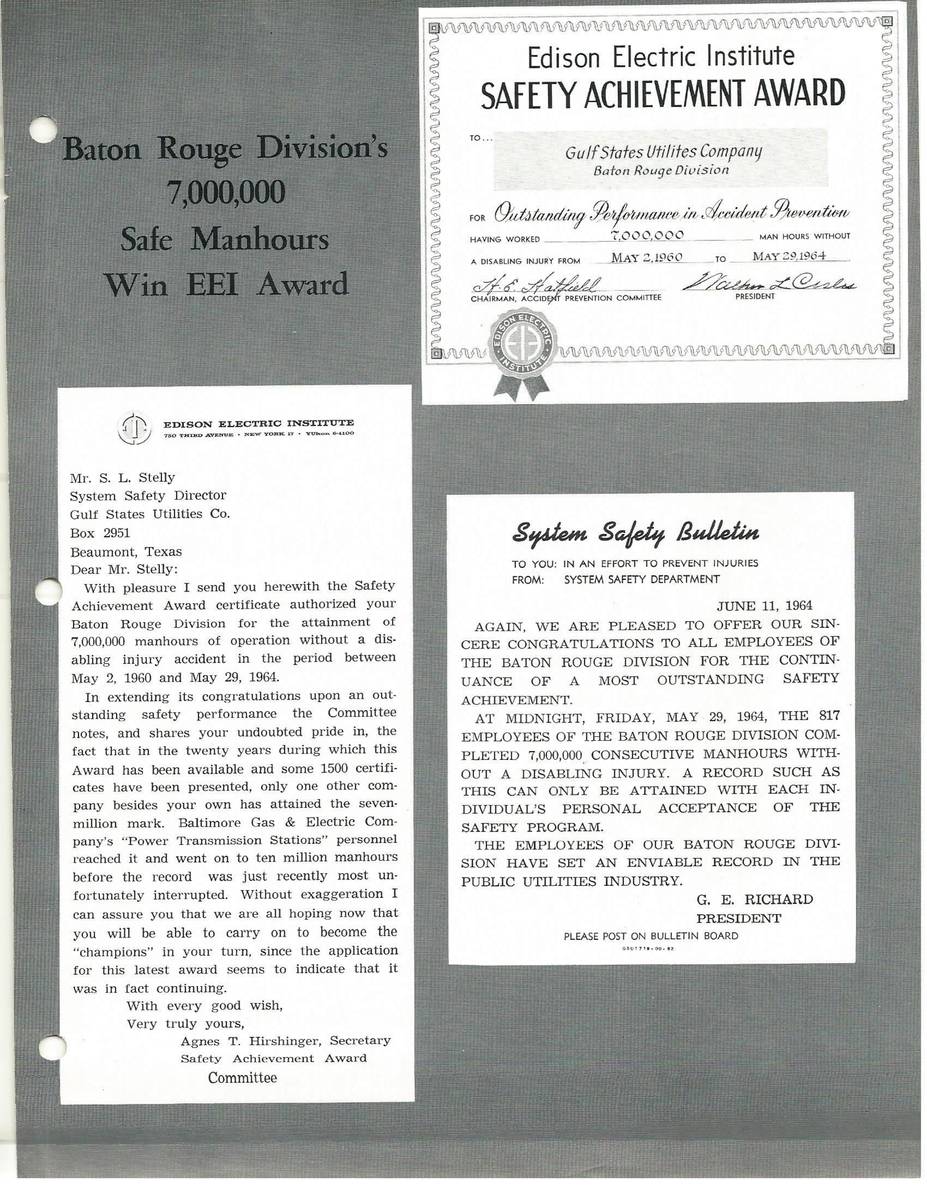 Baton Rouge Division's
7,000,000
Safe Manhours
Win EEI Award
Edison Electric Institute
SAFETY ACHIEVEMENT AWARD
TO...
Gulf States Utilites Company
Baton Rouge Division
FOR Outstanding Performance in Accident Prevention
HAVING WORKED 7,000,000 MAN HOURS WITHOUT
A DISABLING INJURY FROM MAY 2, 1960 TO MAY 29, 1964
H. E. Hatfield
CHAIRMAN, ACCIDENT PREVENTION COMMITTEE PRESIDENT
EDISON ELECTRIC
INSTITUTE
EDISON ELECTRIC INSTITUTE
750 THIRD AVENUE • NEW YORK 17 • YUkon 6-4100
Mr. S. L. Stelly
System Safety Director
Gulf States Utilities Co.
Box 2951
Beaumont, Texas
Dear Mr. Stelly:
With pleasure I send you herewith the Safety
Achievement Award certificate authorized your
Baton Rouge Division for the attainment of
7,000,000 manhours of operation without a dis-
abling injury accident in the period between
May 2, 1960 and May 29, 1964.
In extending its congratulations upon an out-
standing safety performance the Committee
notes, and shares your undoubted pride in, the
fact that in the twenty years during which this
Award has been available and some 1500 certifi-
cates have been presented, only one other com-
pany besides your own has attained the seven-
million mark. Baltimore Gas & Electric Com-
pany's "Power Transmission Stations" personnel
reached it and went on to ten million manhours
before the record was just recently most un-
fortunately interrupted. Without exaggeration I
can assure you that we are all hoping now that
you will be able to carry on to become the
"champions" in your turn, since the application
for this latest award seems to indicate that it
was in fact continuing.
With every good wish,
Very truly yours,
Agnes T. Hirshinger, Secretary
Safety Achievement Award
Committee
System Safety Bulletin
TO YOU: IN AN EFFORT TO PREVENT INJURIES
FROM: SYSTEM SAFETY DEPARTMENT
JUNE 11, 1964
AGAIN, WE ARE PLEASED TO OFFER OUR SIN-
CERE CONGRATULATIONS TO ALL EMPLOYEES OF
THE BATON ROUGE DIVISION FOR THE CONTIN-
UANCE OF A MOST OUTSTANDING SAFETY
ACHIEVEMENT.
AT MIDNIGHT, FRIDAY, MAY 29, 1964, THE 817
EMPLOYEES OF THE BATON ROUGE DIVISION COM-
PLETED 7,000,000 CONSECUTIVE MANHOURS WITH-
OUT A DISABLING INJURY. A RECORD SUCH AS
THIS CAN ONLY BE ATTAINED WITH EACH IN-
DIVIDUAL'S PERSONAL ACCEPTANCE OF THE
SAFETY PROGRAM.
THE EMPLOYEES OF OUR BATON ROUGE DIVI-
SION HAVE SET AN ENVIABLE RECORD IN THE
PUBLIC UTILITIES INDUSTRY.
G. E. RICHARD
PRESIDENT
PLEASE POST ON BULLETIN BOARD